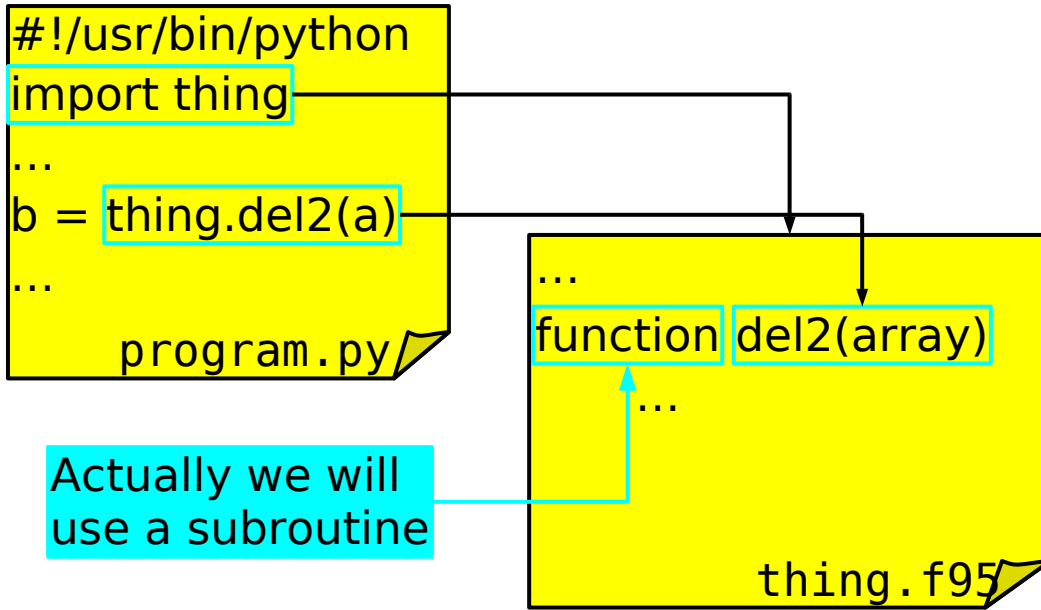 #!/usr/bin/python
import thing
...
b = thing.del2(a)
...
program.py
...
function del2(array)
...
thing.f95
Actually we will
use a subroutine